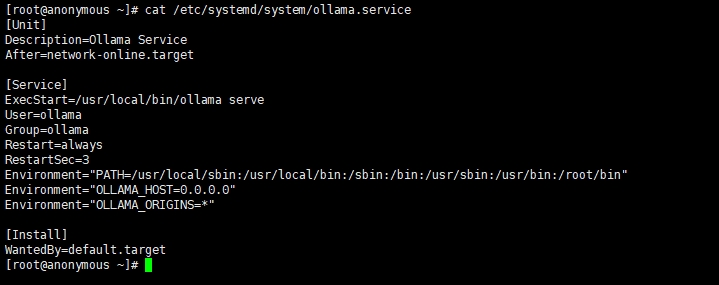 [root@anonymous ~]# cat /etc/systemd/system/ollama.service
[Unit]
Description=Ollama Service
After=network-online.target

[Service]
ExecStart=/usr/local/bin/ollama serve
User=ollama
Group=ollama
Restart=always
RestartSec=3
Environment="PATH=/usr/local/sbin:/usr/local/bin:/sbin:/bin:/usr/sbin:/usr/bin:/root/bin"
Environment="OLLAMA_HOST=0.0.0.0"
Environment="OLLAMA_ORIGINS=*"

[Install]
WantedBy=default.target
[root@anonymous ~]#